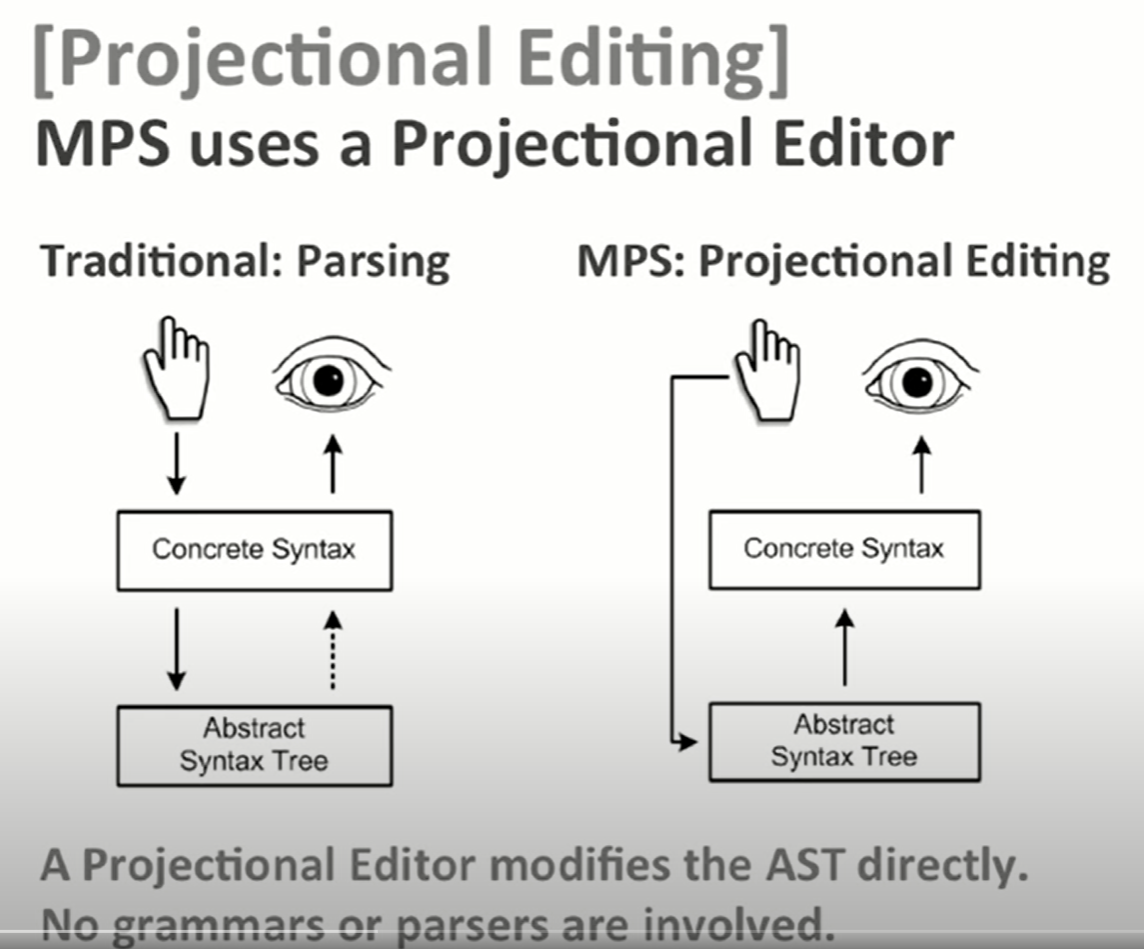 [Projectional Editing]
MPS uses a Projectional Editor
Traditional: Parsing
MPS: Projectional Editing
Concrete Syntax
Abstract
Syntax Tree
Concrete Syntax
Abstract
Syntax Tree
A Projectional Editor modifies the AST directly.
No grammars or parsers are involved.